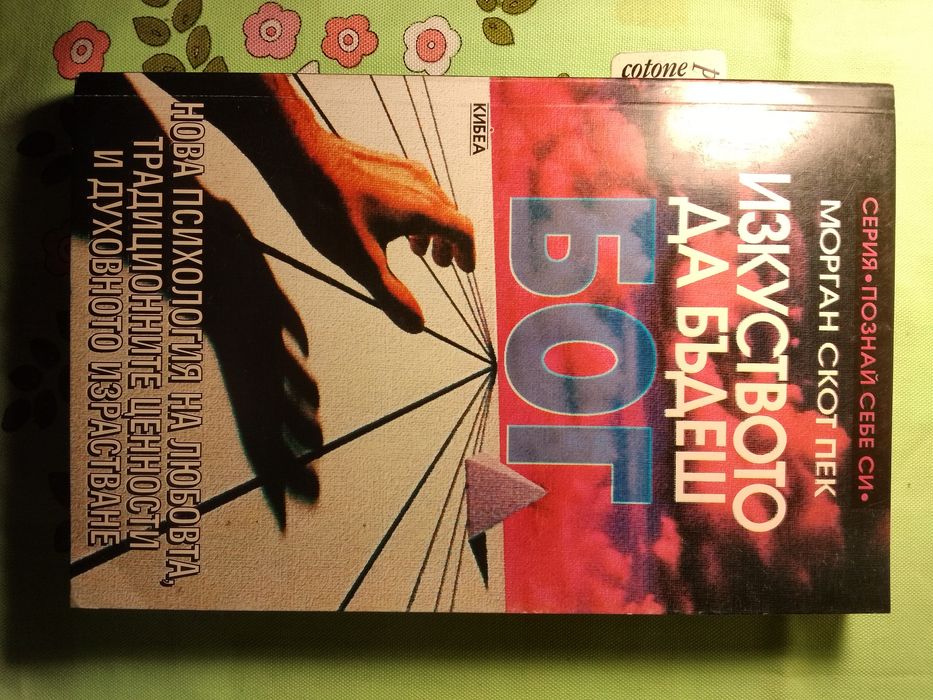 СЕРИЯ • ПОЗНАЙ СЕБЕ СИ •
МОРГАН СКОТ ПЕК
ИЗКУСТВОТО
ДА БЪДЕШ
БОГ
КИБЕА
НОВА ПСИХОЛОГИЯ НА ЛЮБОВТА,
ТРАДИЦИОННИТЕ ЦЕННОСТИ
И ДУХОВНОТО ИЗРАСТВАНЕ
cotone